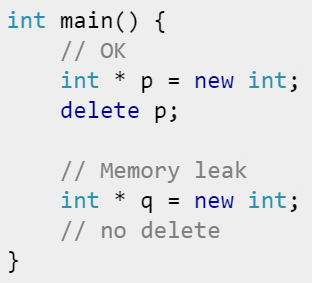 int main() {
    // OK
    int * p = new int;
    delete p;

    // Memory leak
    int * q = new int;
    // no delete
}